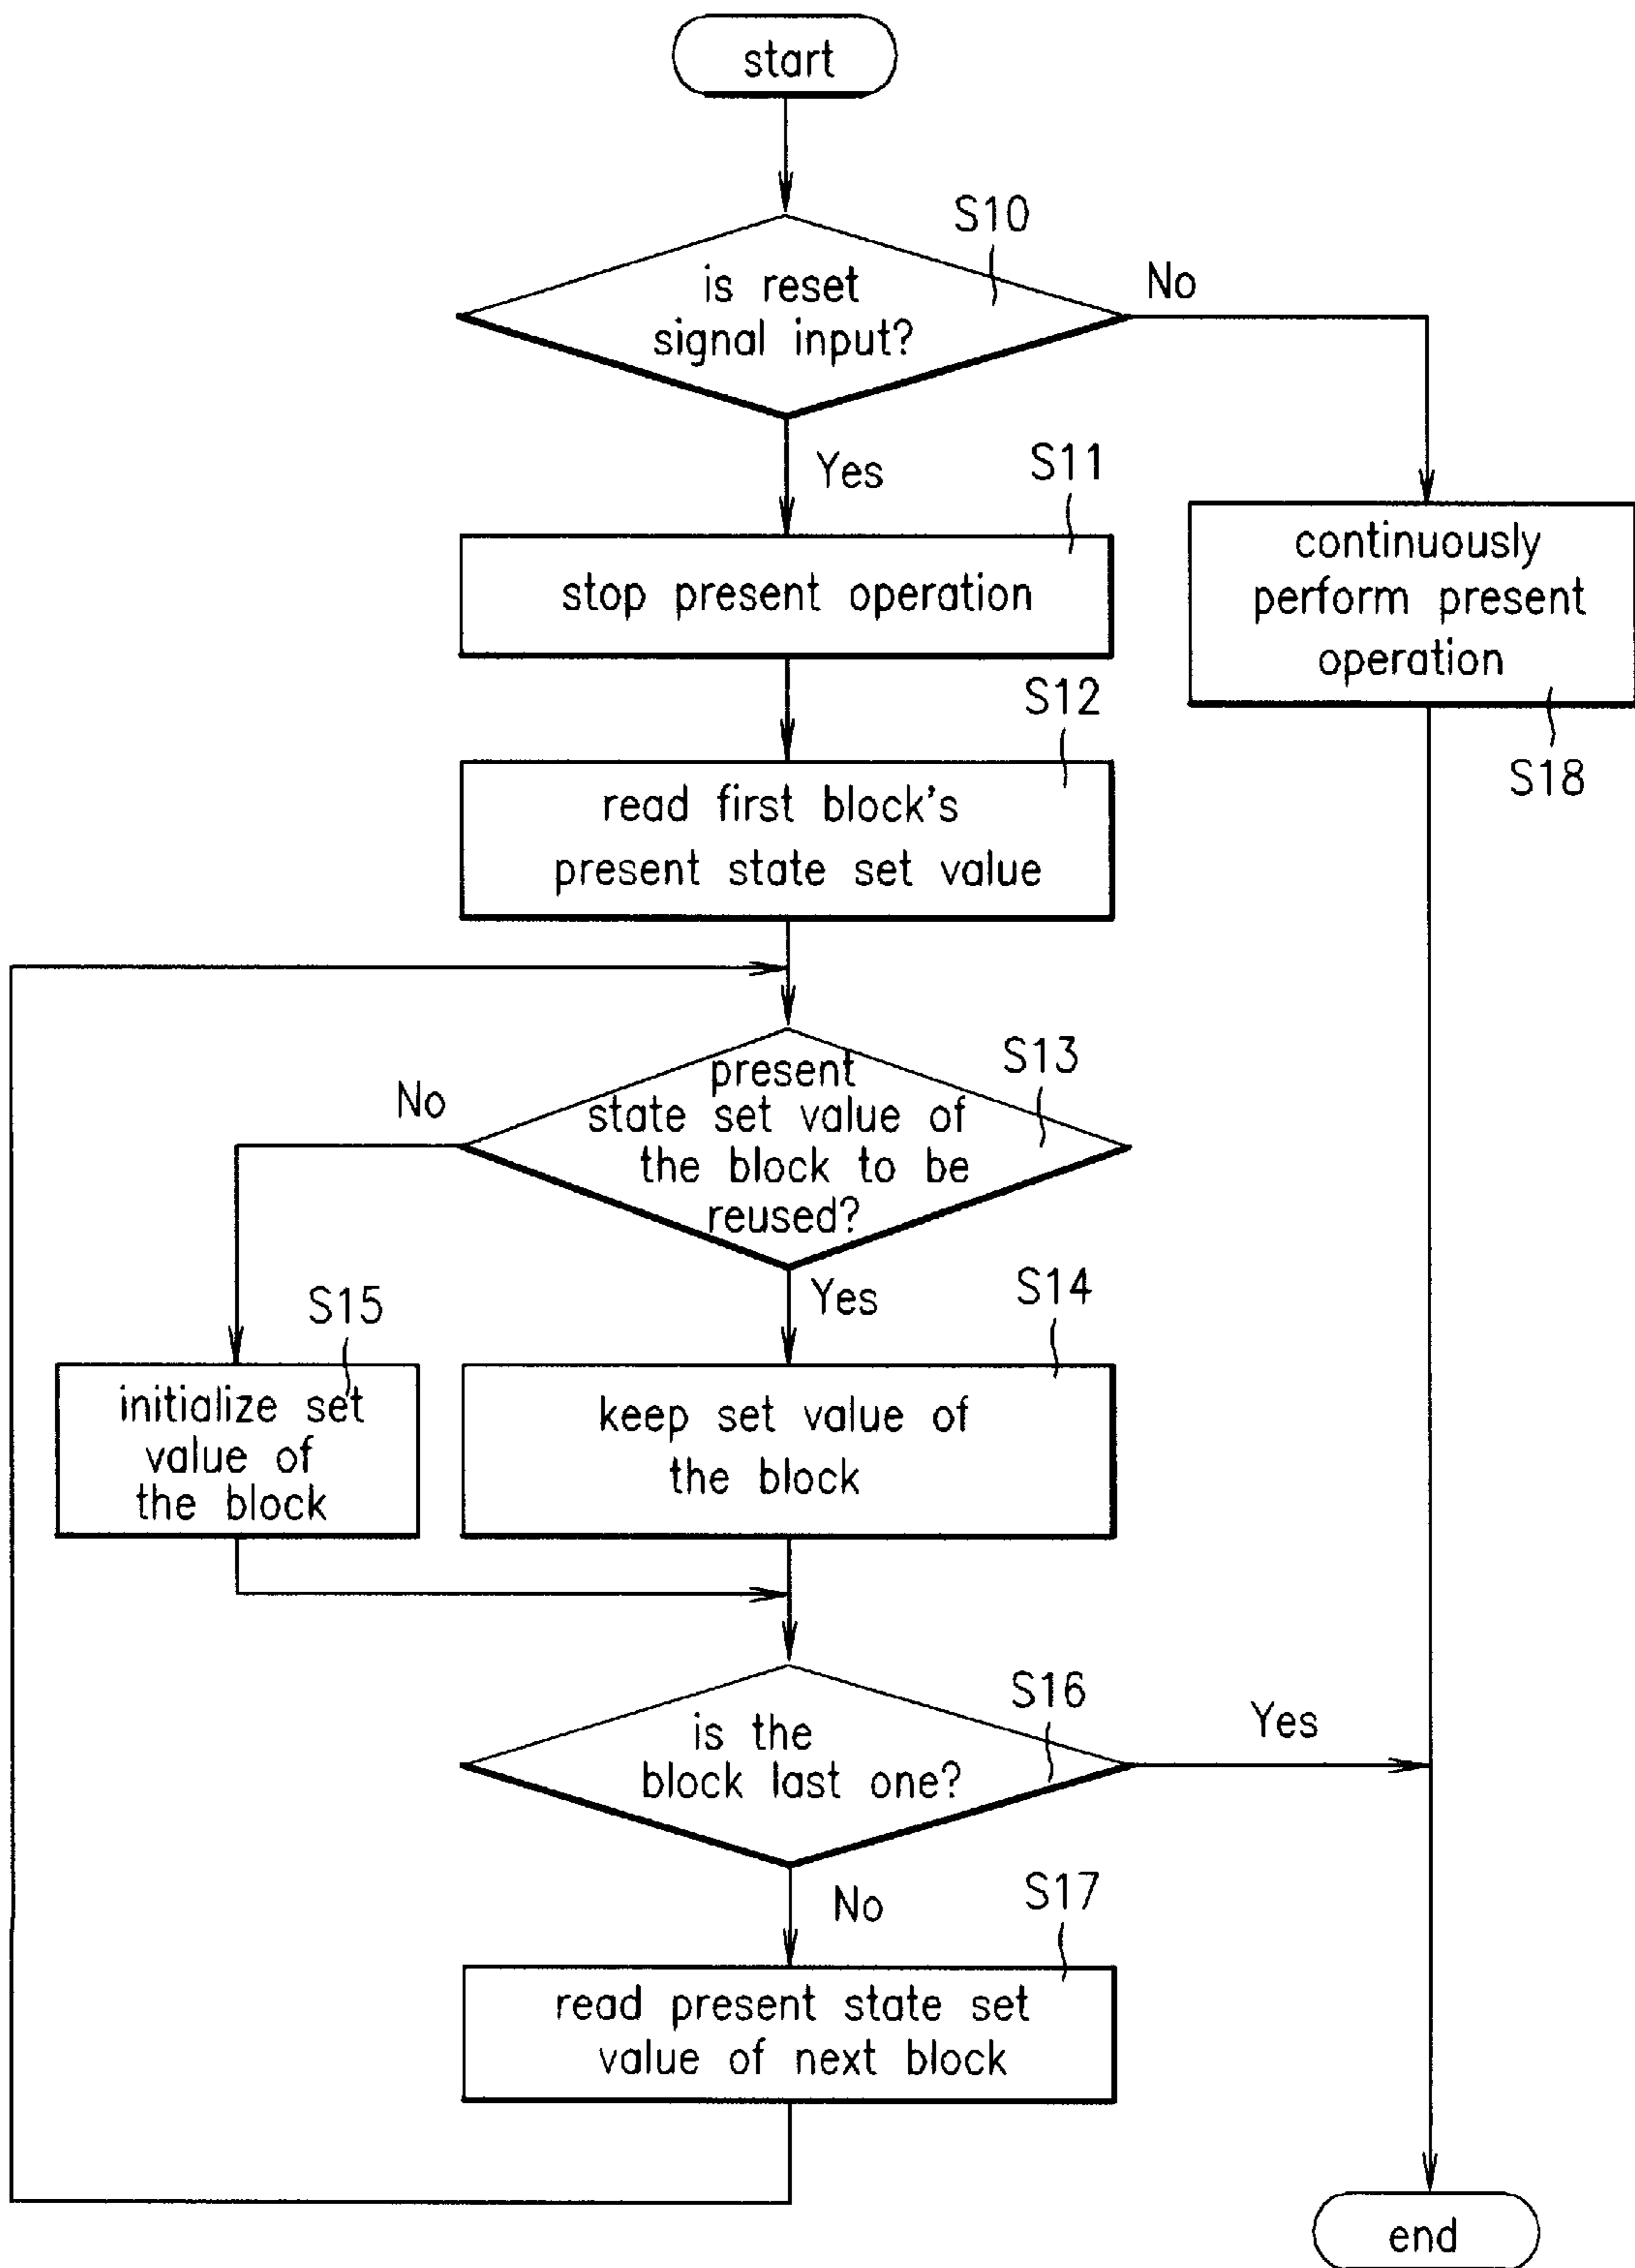 start
S10
is reset
signal input?
No
Yes
S11
stop present operation
continuously
perform present
operation
S18
S12
read first block's
present state set value
S13
present
state set value of
the block to be
reused?
No
Yes
S15
initialize set
value of
the block
S14
keep set value of
the block
S16
is the
block last one?
Yes
No
S17
read present state set
value of next block
end